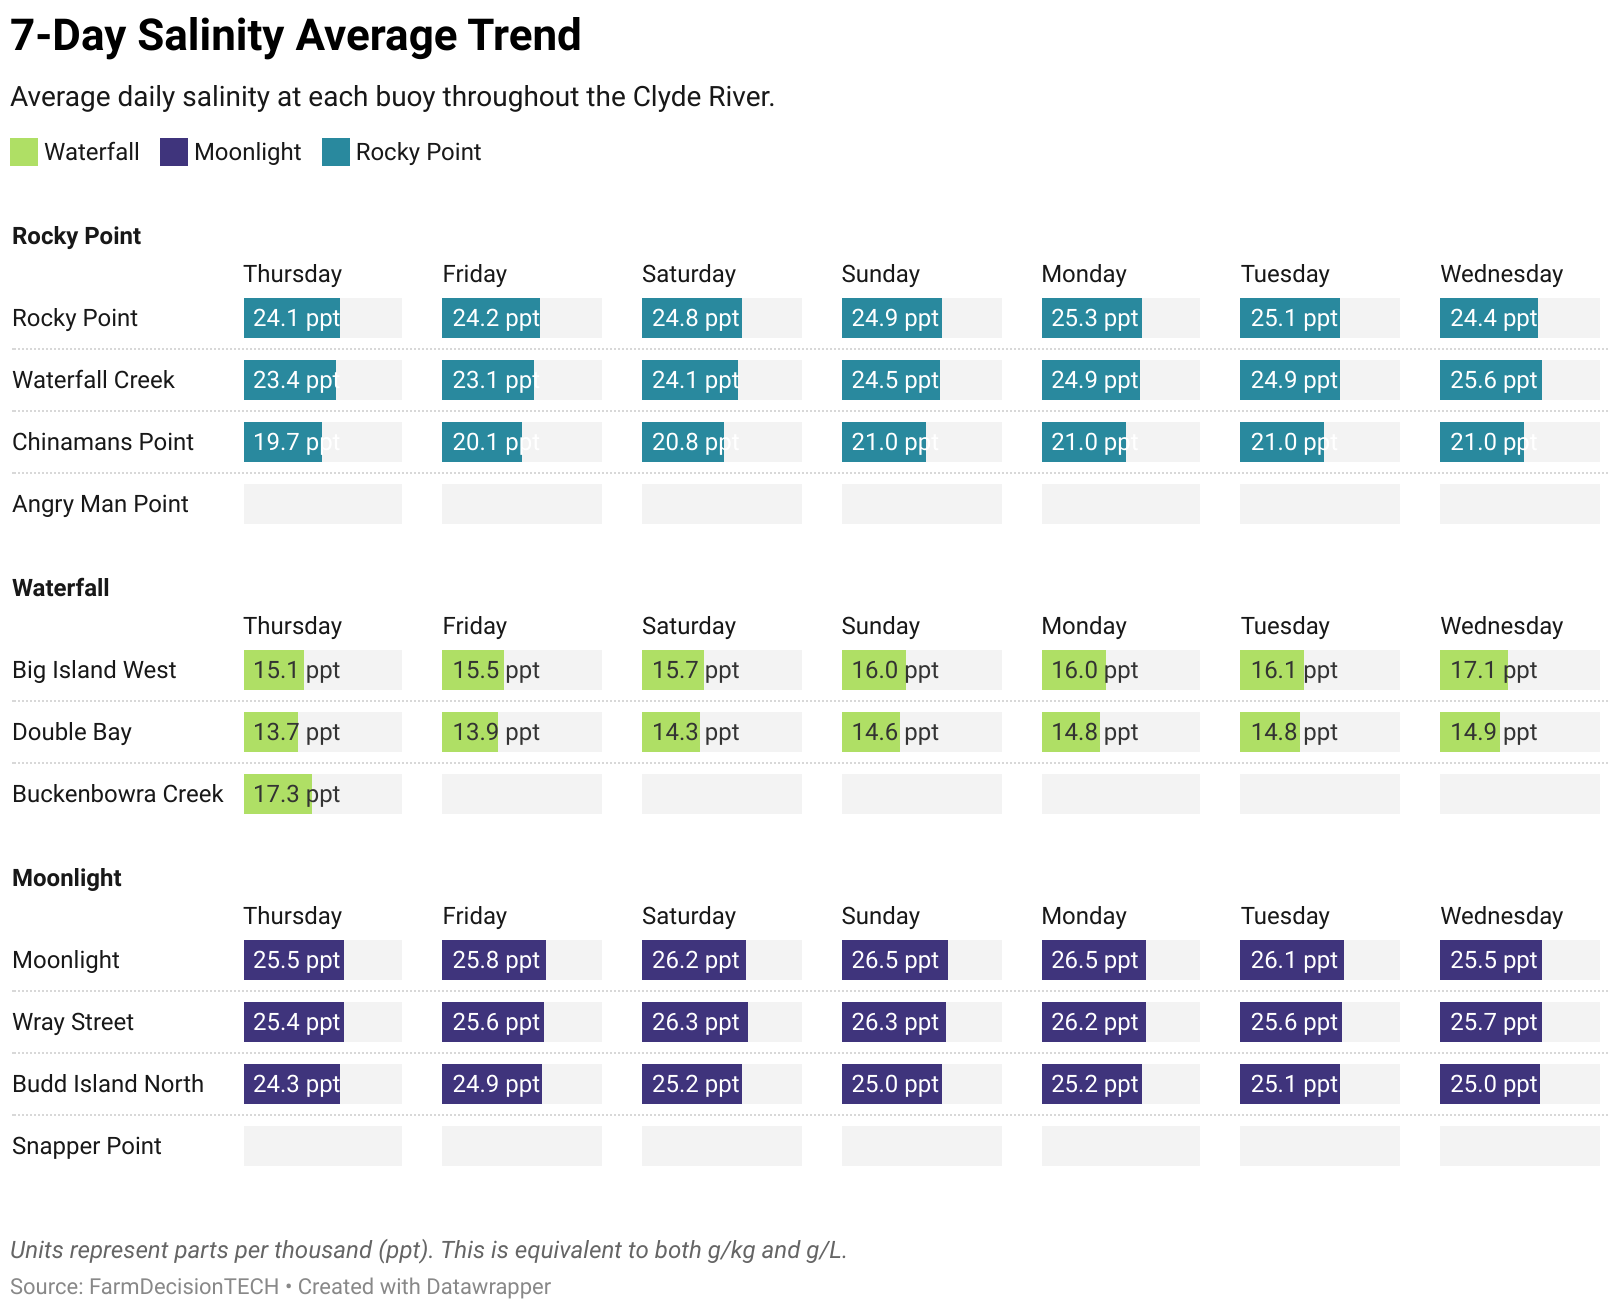 7-Day Salinity Average Trend
Average daily salinity at each buoy throughout the Clyde River.
Waterfall Moonlight Rocky Point
Rocky Point
Thursday Friday Saturday Sunday Monday Tuesday Wednesday
Rocky Point 24.1 ppt 24.2 ppt 24.8 ppt 24.9 ppt 25.3 ppt 25.1 ppt 24.4 ppt
Waterfall Creek 23.4 ppt 23.1 ppt 24.1 ppt 24.5 ppt 24.9 ppt 24.9 ppt 25.6 ppt
Chinamans Point 19.7 ppt 20.1 ppt 20.8 ppt 21.0 ppt 21.0 ppt 21.0 ppt 21.0 ppt
Angry Man Point
Waterfall
Thursday Friday Saturday Sunday Monday Tuesday Wednesday
Big Island West 15.1 ppt 15.5 ppt 15.7 ppt 16.0 ppt 16.0 ppt 16.1 ppt 17.1 ppt
Double Bay 13.7 ppt 13.9 ppt 14.3 ppt 14.6 ppt 14.8 ppt 14.8 ppt 14.9 ppt
Buckenbowra Creek 17.3 ppt
Moonlight
Thursday Friday Saturday Sunday Monday Tuesday Wednesday
Moonlight 25.5 ppt 25.8 ppt 26.2 ppt 26.5 ppt 26.5 ppt 26.1 ppt 25.5 ppt
Wray Street 25.4 ppt 25.6 ppt 26.3 ppt 26.3 ppt 26.2 ppt 25.6 ppt 25.7 ppt
Budd Island North 24.3 ppt 24.9 ppt 25.2 ppt 25.0 ppt 25.2 ppt 25.1 ppt 25.0 ppt
Snapper Point
Units represent parts per thousand (ppt). This is equivalent to both g/kg and g/L.
Source: FarmDecisionTECH • Created with Datawrapper